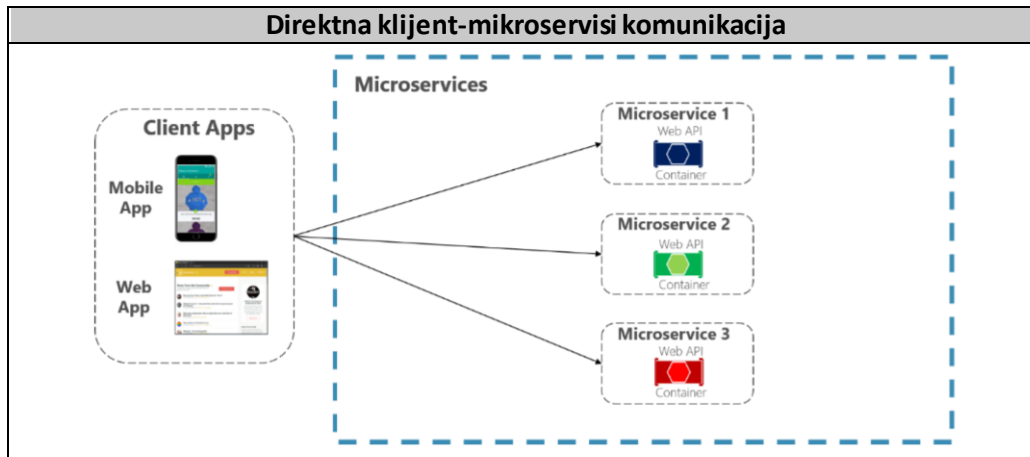 Direktna klijent-mikroservisi komunikacija
Microservices
Client Apps
Mobile
App
Web
App
Microservice 1
Web API
Container
Microservice 2
Web API
Container
Microservice 3
Web API
Container